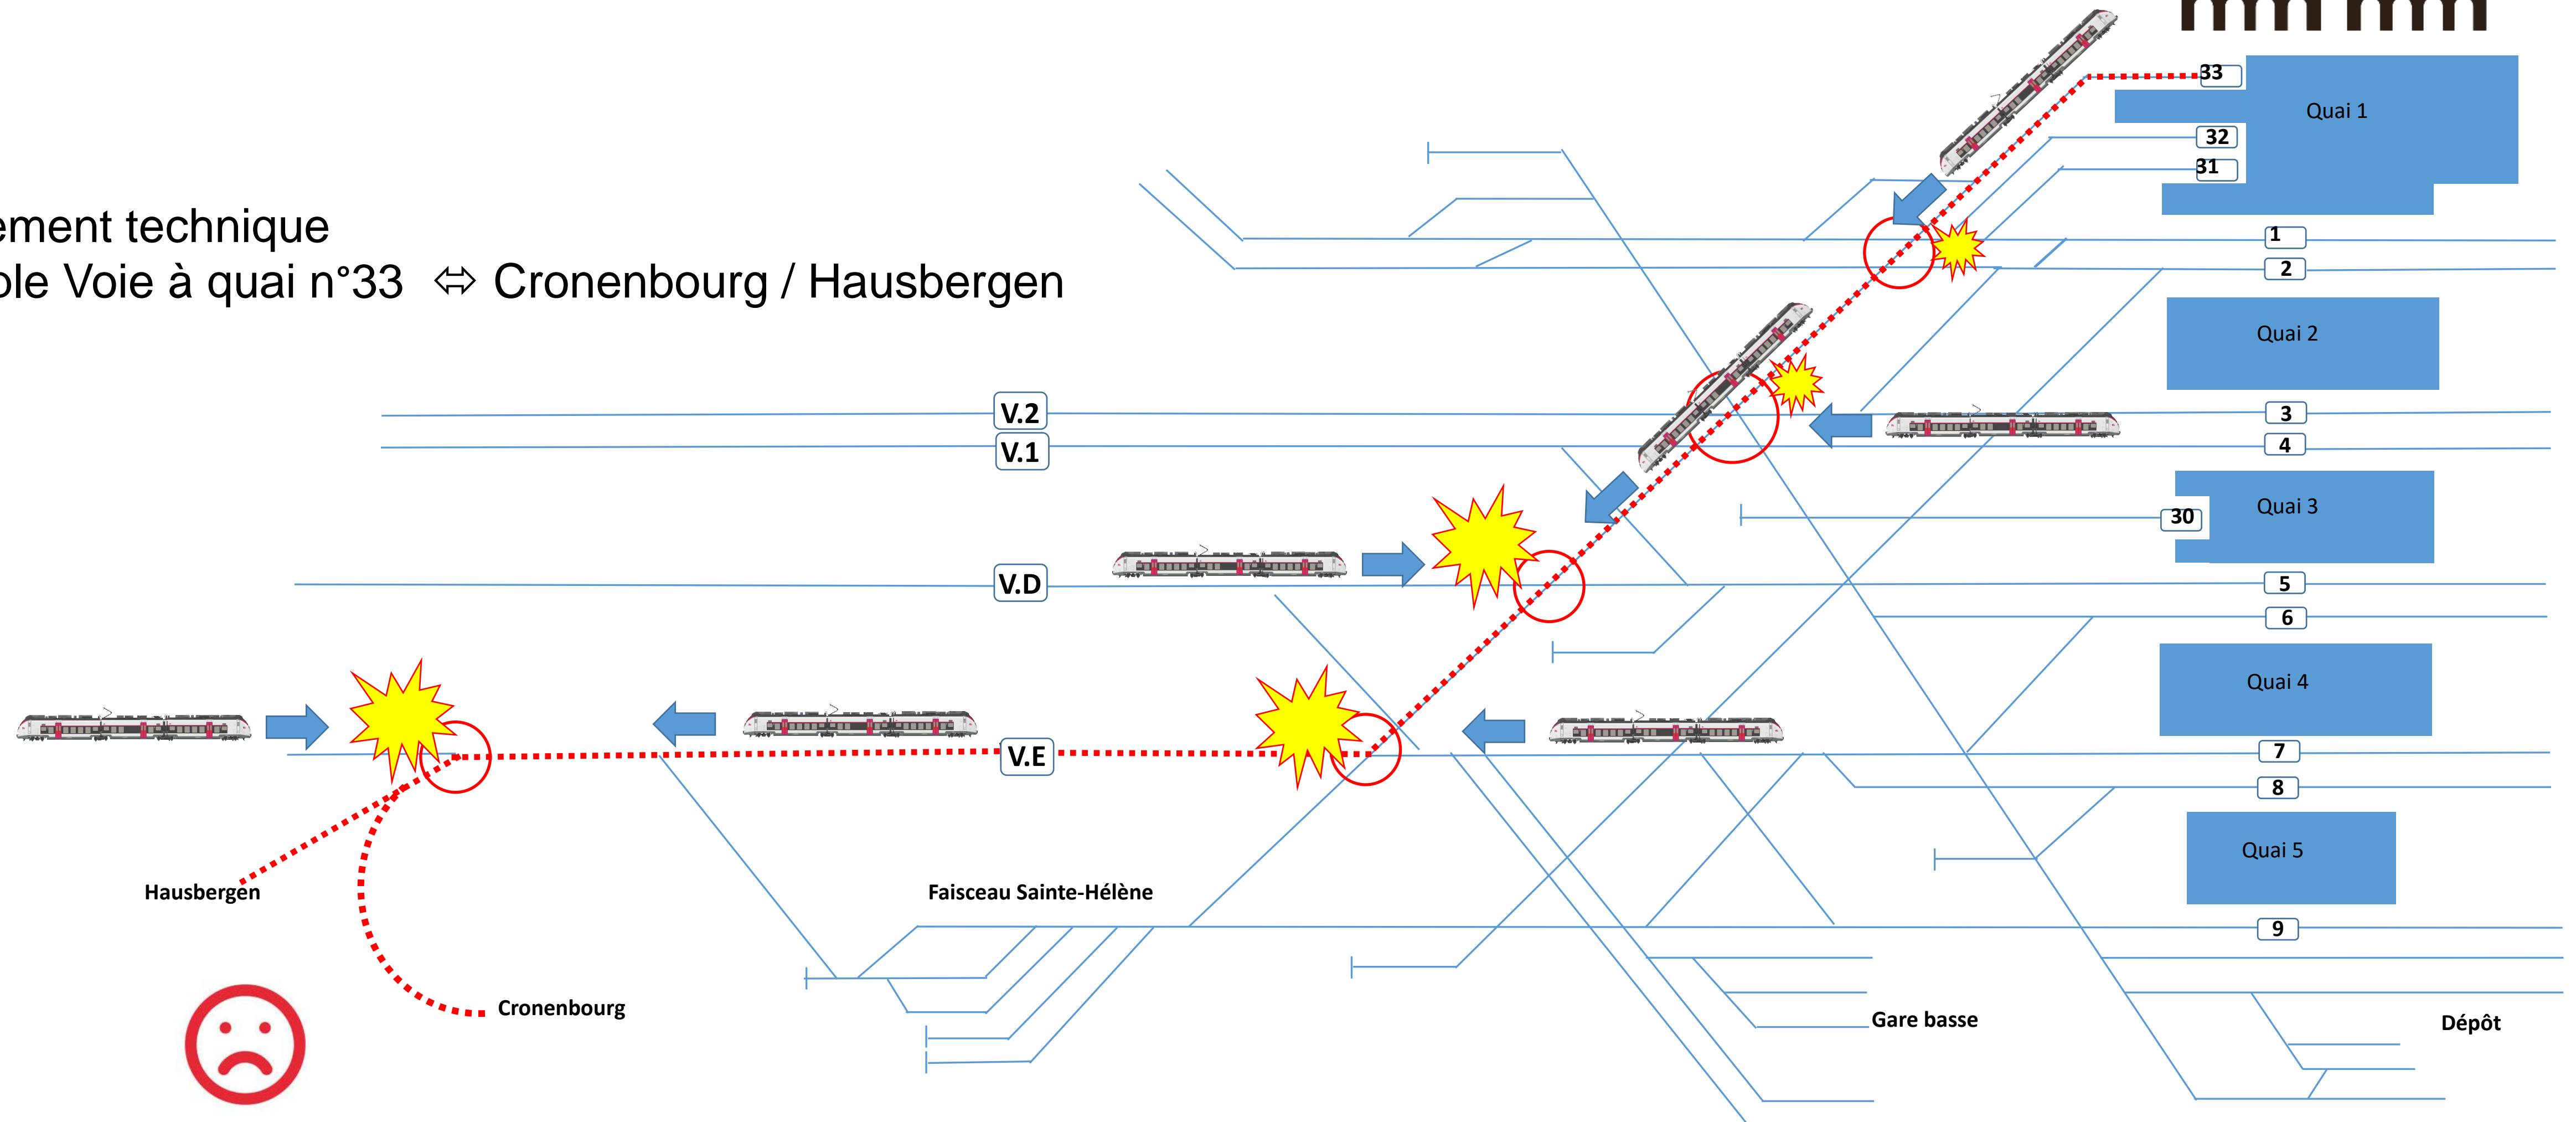 33
Quai 1
32
31
ement technique
1
ole Voie à quai n°33 ⬄ Cronenbourg / Hausbergen
2
Quai 2
V.2
3
V.1
4
Quai 3
30
V.D
5
6
Quai 4
V.E
7
8
Quai 5
Hausbergen
Faisceau Sainte-Hélène
9
Cronenbourg
Gare basse
Dépôt